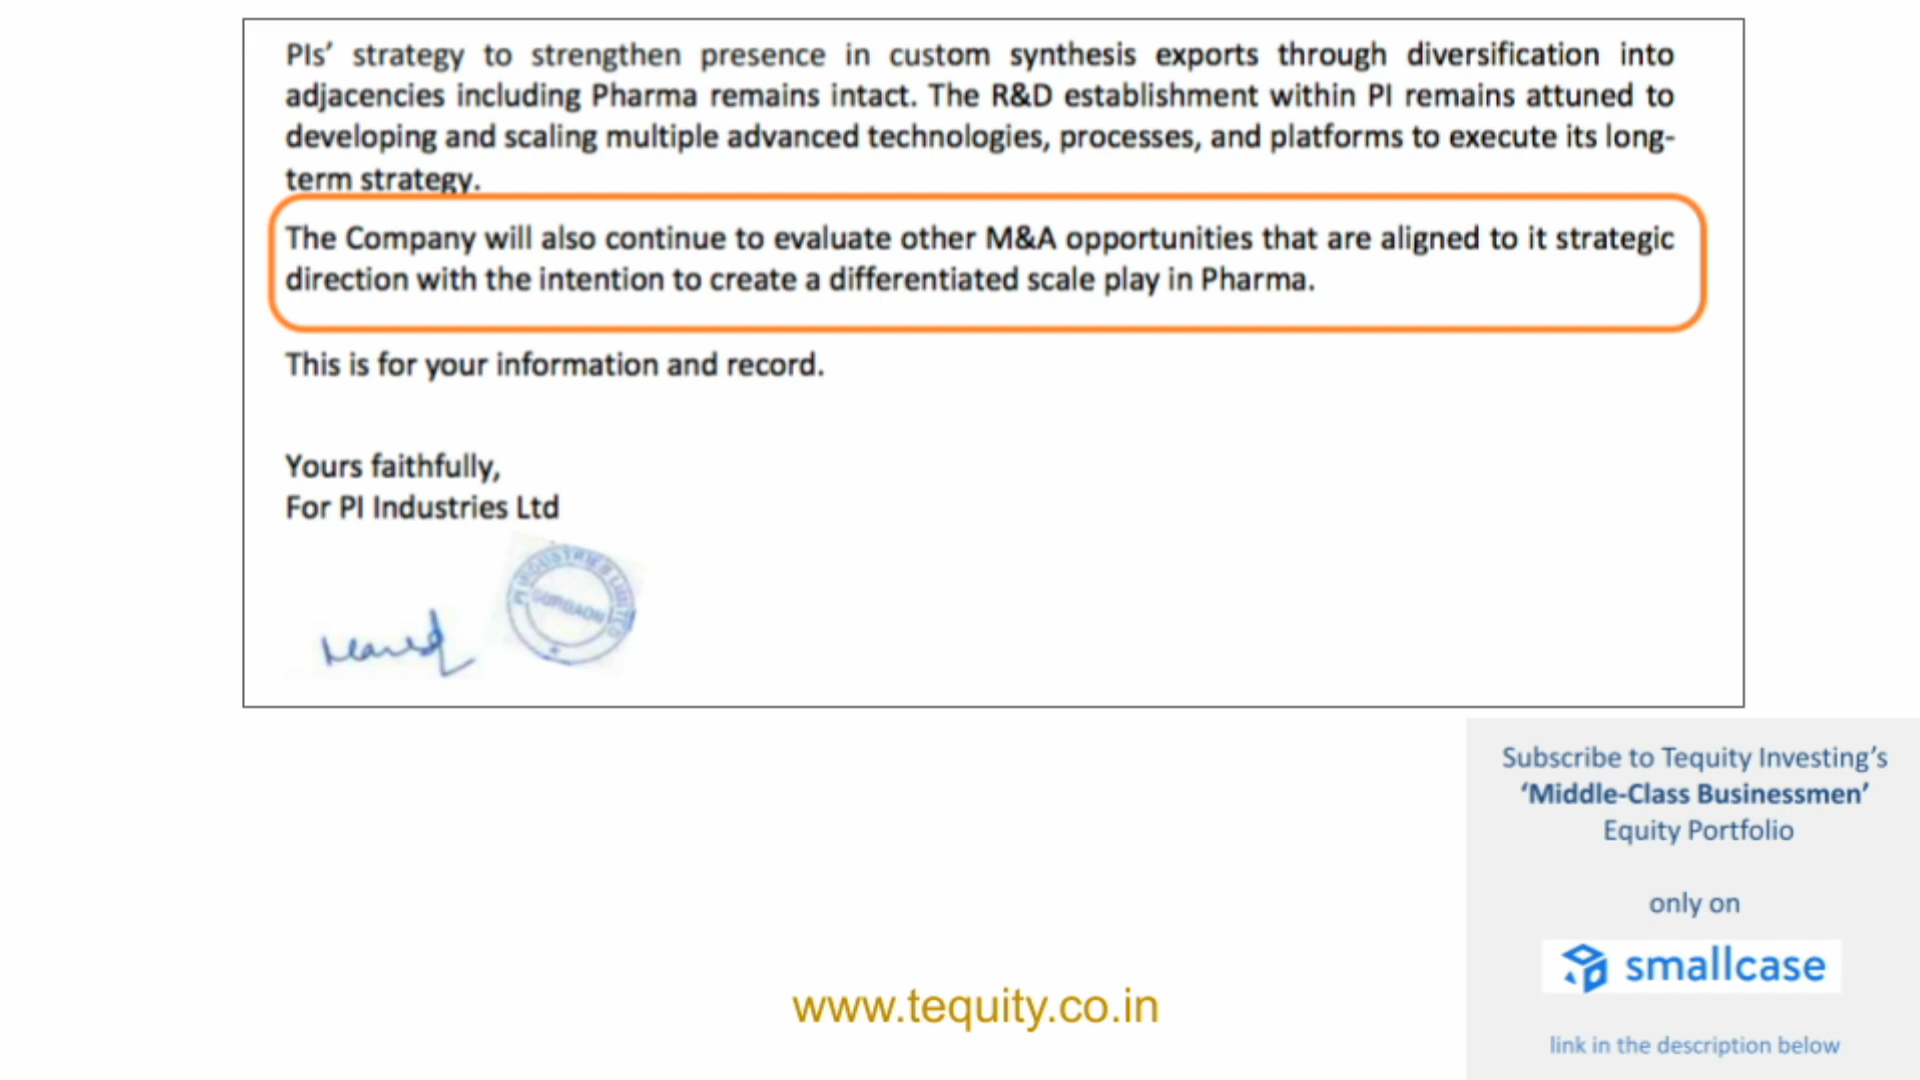 PIs’ strategy to strengthen presence in custom synthesis exports through diversification into
adjacencies including Pharma remains intact. The R&D establishment within PI remains attuned to
developing and scaling multiple advanced technologies, processes, and platforms to execute its long-
term strategy.
The Company will also continue to evaluate other M&A opportunities that are aligned to it strategic
direction with the intention to create a differentiated scale play in Pharma.
This is for your information and record.
Yours faithfully,
For PI Industries Ltd
PI INDUSTRIES LIMITED
GURGAON
Subscribe to Tequity Investing’s
‘Middle-Class Businessmen’
Equity Portfolio
only on
smallcase
www.tequity.co.in
link in the description below